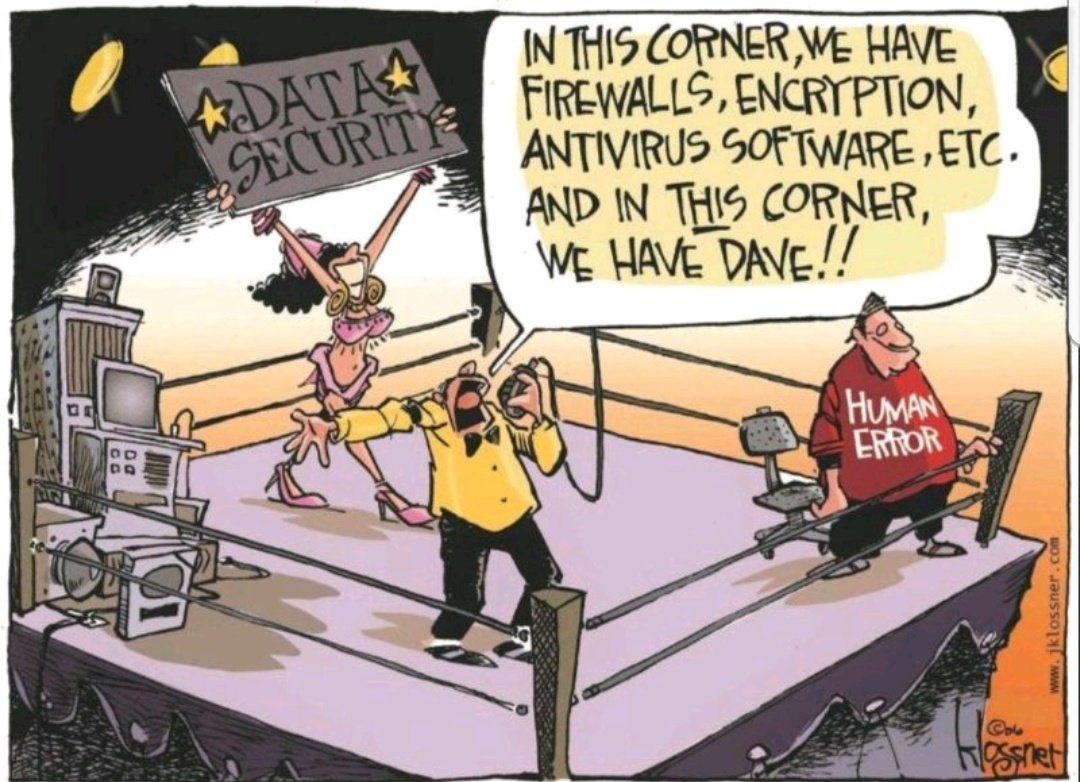 IN THIS CORNER, WE HAVE
FIREWALLS, ENCRYPTION,
ANTIVIRUS SOFTWARE, ETC.
AND IN THIS CORNER,
WE HAVE DAVE!!
DATA
SECURITY
HUMAN
ERROR
www.jklossner.com
©06
Klossner